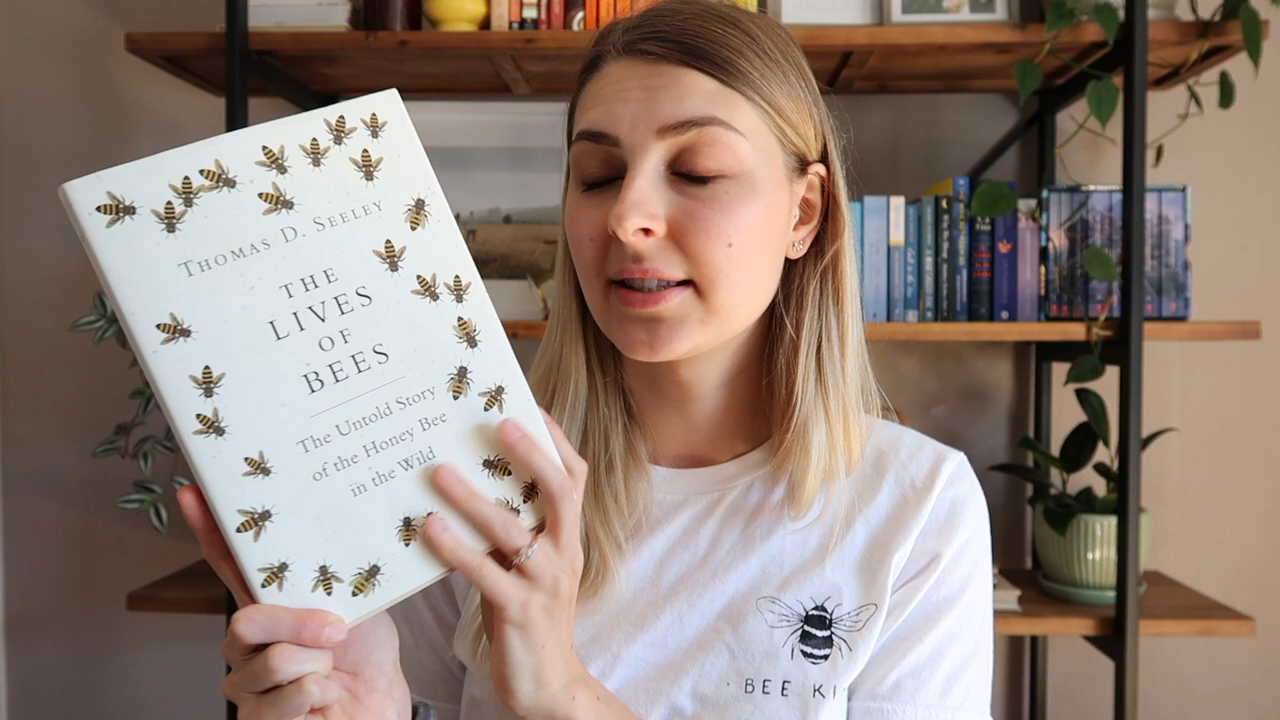 THOMAS D. SEELEY
THE
LIVES
OF
BEES
The Untold Story
of the Honey Bee
in the Wild
BEE KI